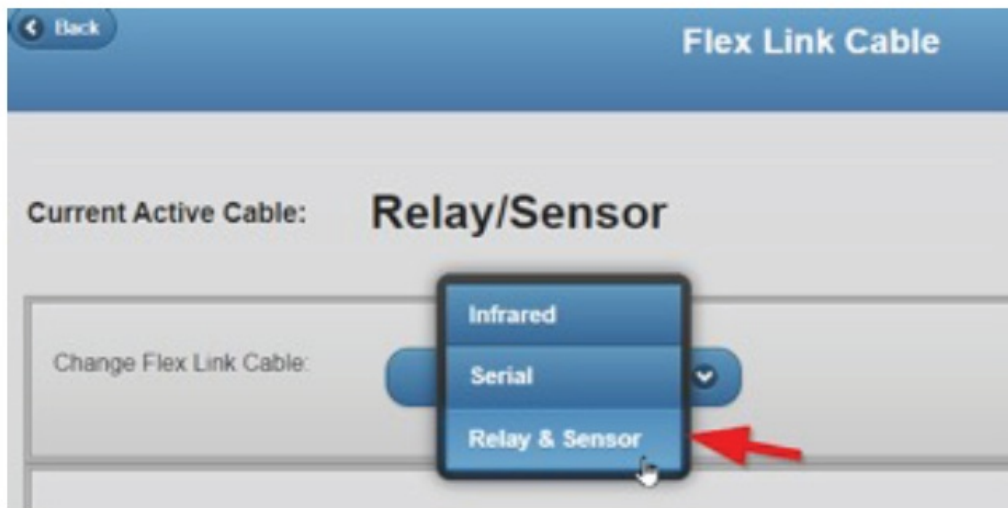 Back
Flex Link Cable
Current Active Cable: Relay/Sensor
Infrared
Change Flex Link Cable:
Serial
Relay & Sensor